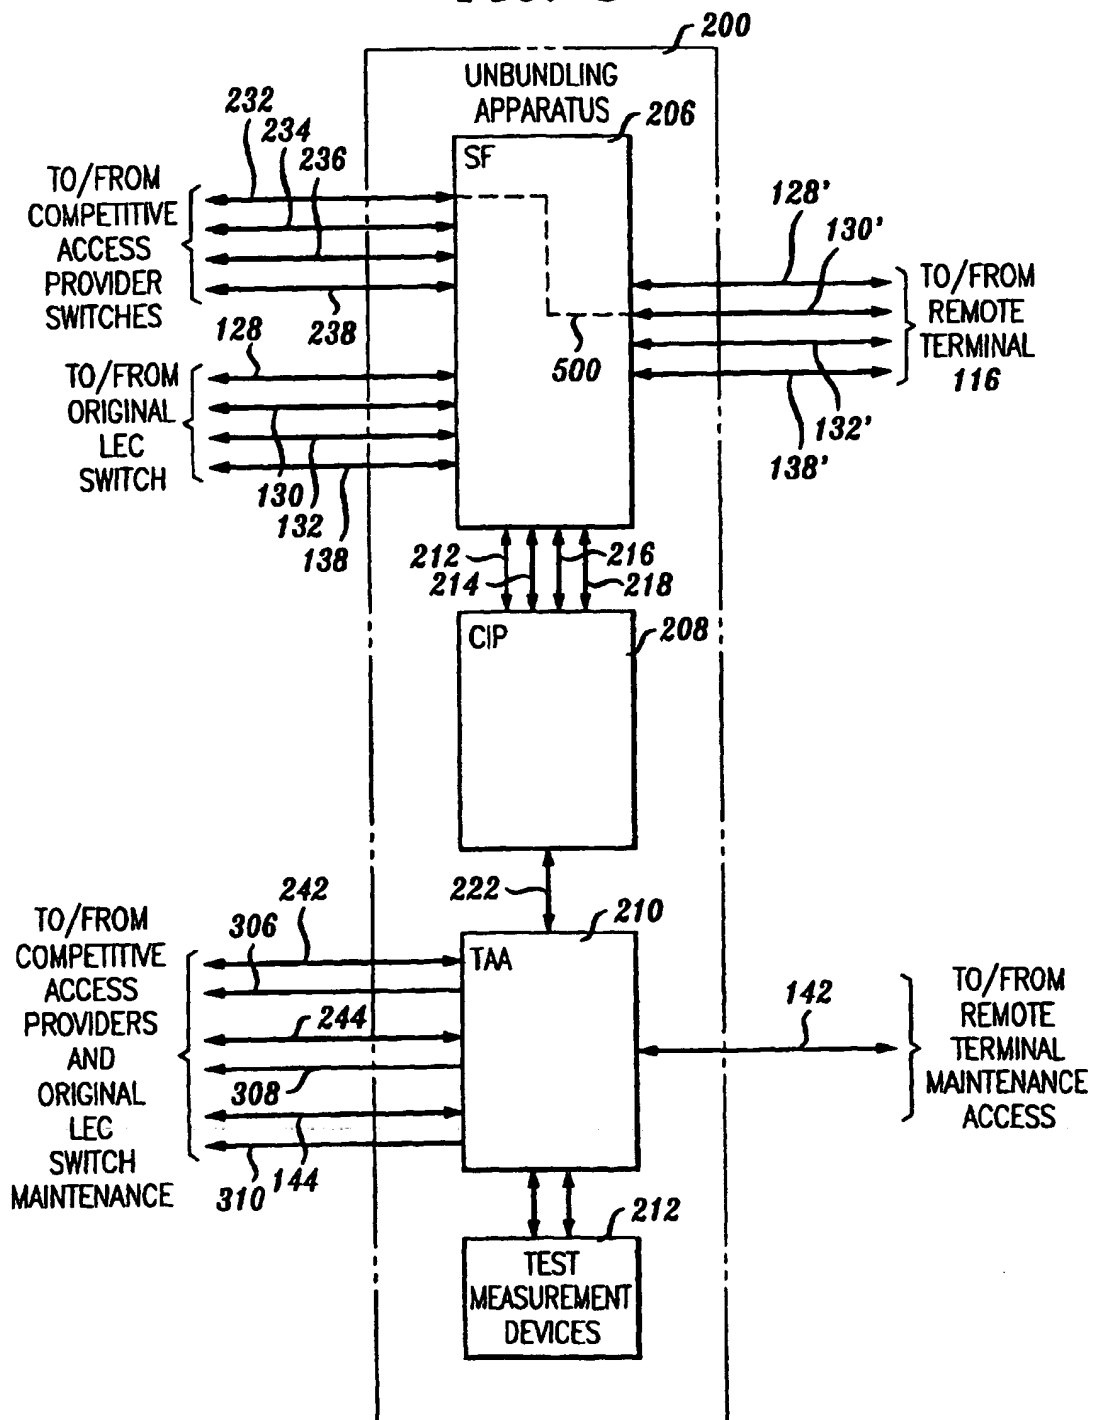 200
UNBUNDLING
APPARATUS
206
SF
232
234
236
TO/FROM
COMPETITIVE
ACCESS
PROVIDER
SWITCHES
238
128
TO/FROM
ORIGINAL
LEC
SWITCH
130
132
138
500
128'
130'
TO/FROM
REMOTE
TERMINAL
116
132'
138'
212
214
216
218
CIP
208
222
210
TAA
242
306
TO/FROM
COMPETITIVE
ACCESS
PROVIDERS
AND
ORIGINAL
LEC
SWITCH
MAINTENANCE
244
308
144
310
142
TO/FROM
REMOTE
TERMINAL
MAINTENANCE
ACCESS
212
TEST
MEASUREMENT
DEVICES